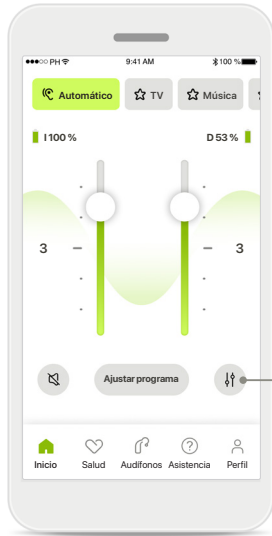 PH 9:41 AM 100 %
Automático TV Música
I 100 % D 53 %
3 3
Ajustar programa
Inicio Salud Audífonos Asistencia Perfil